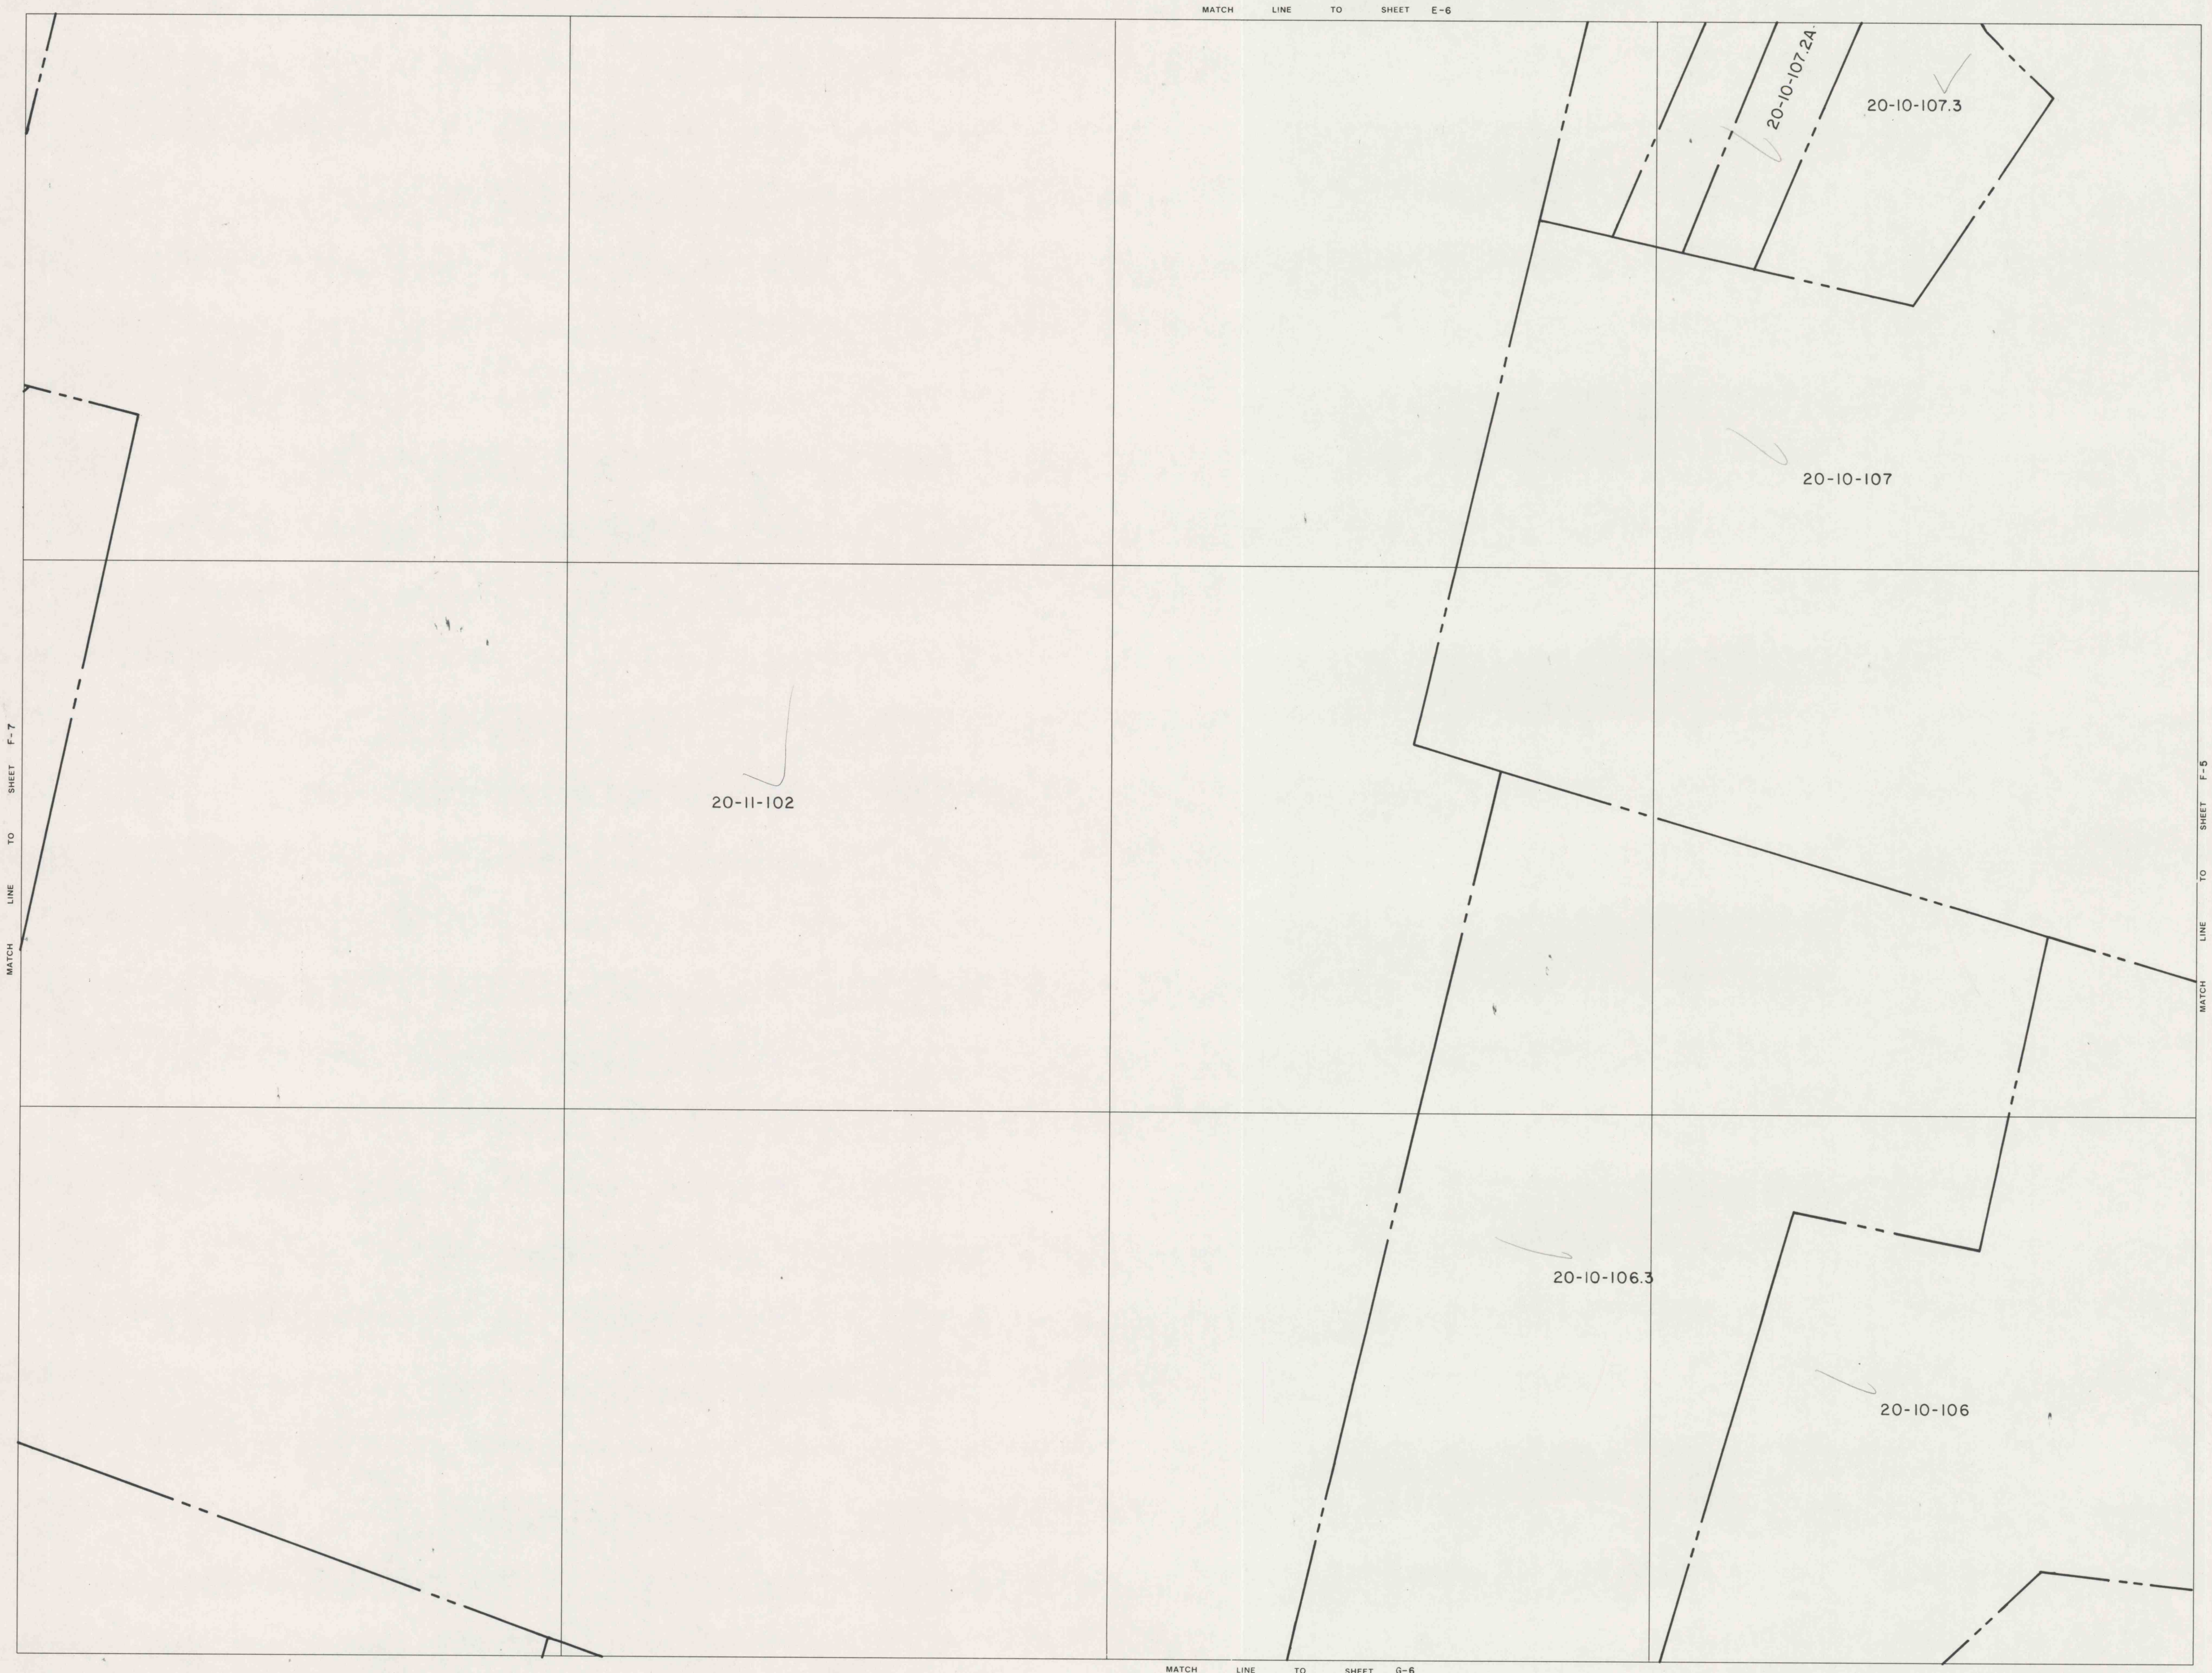 MATCH LINE TO SHEET E-6
20-10-107.2A
20-10-107.3
20-10-107
MATCH LINE TO SHEET F-7
MATCH LINE TO SHEET F-5
20-11-102
20-10-106.3
20-10-106
MATCH LINE TO SHEET G-6